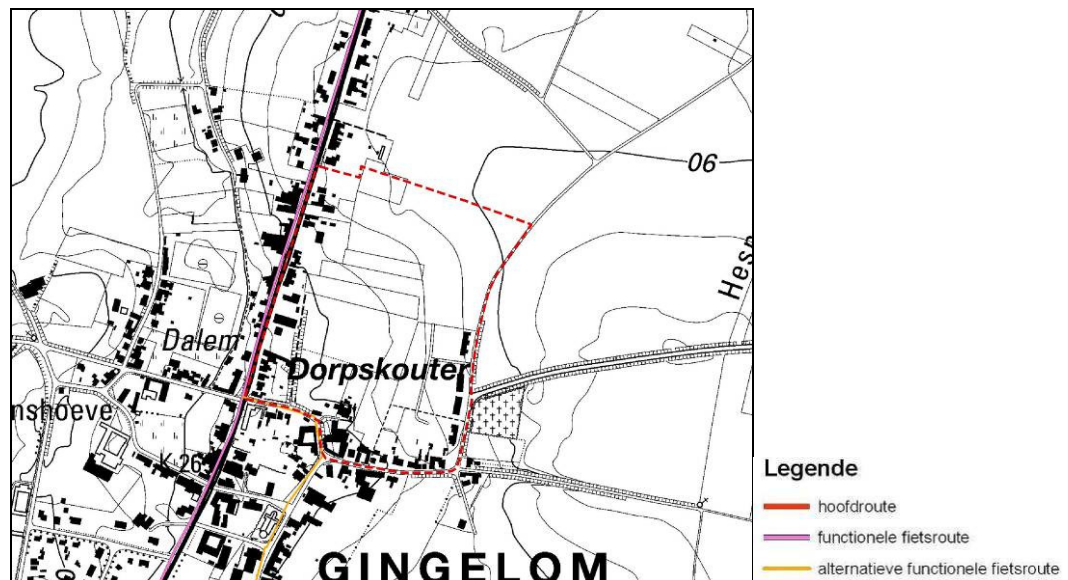 06
Hesp
Dalem
Dorpskouter
nshoeve
K 26
GINGELOM
Legende
hoofdroute
functionele fietsroute
alternatieve functionele fietsroute